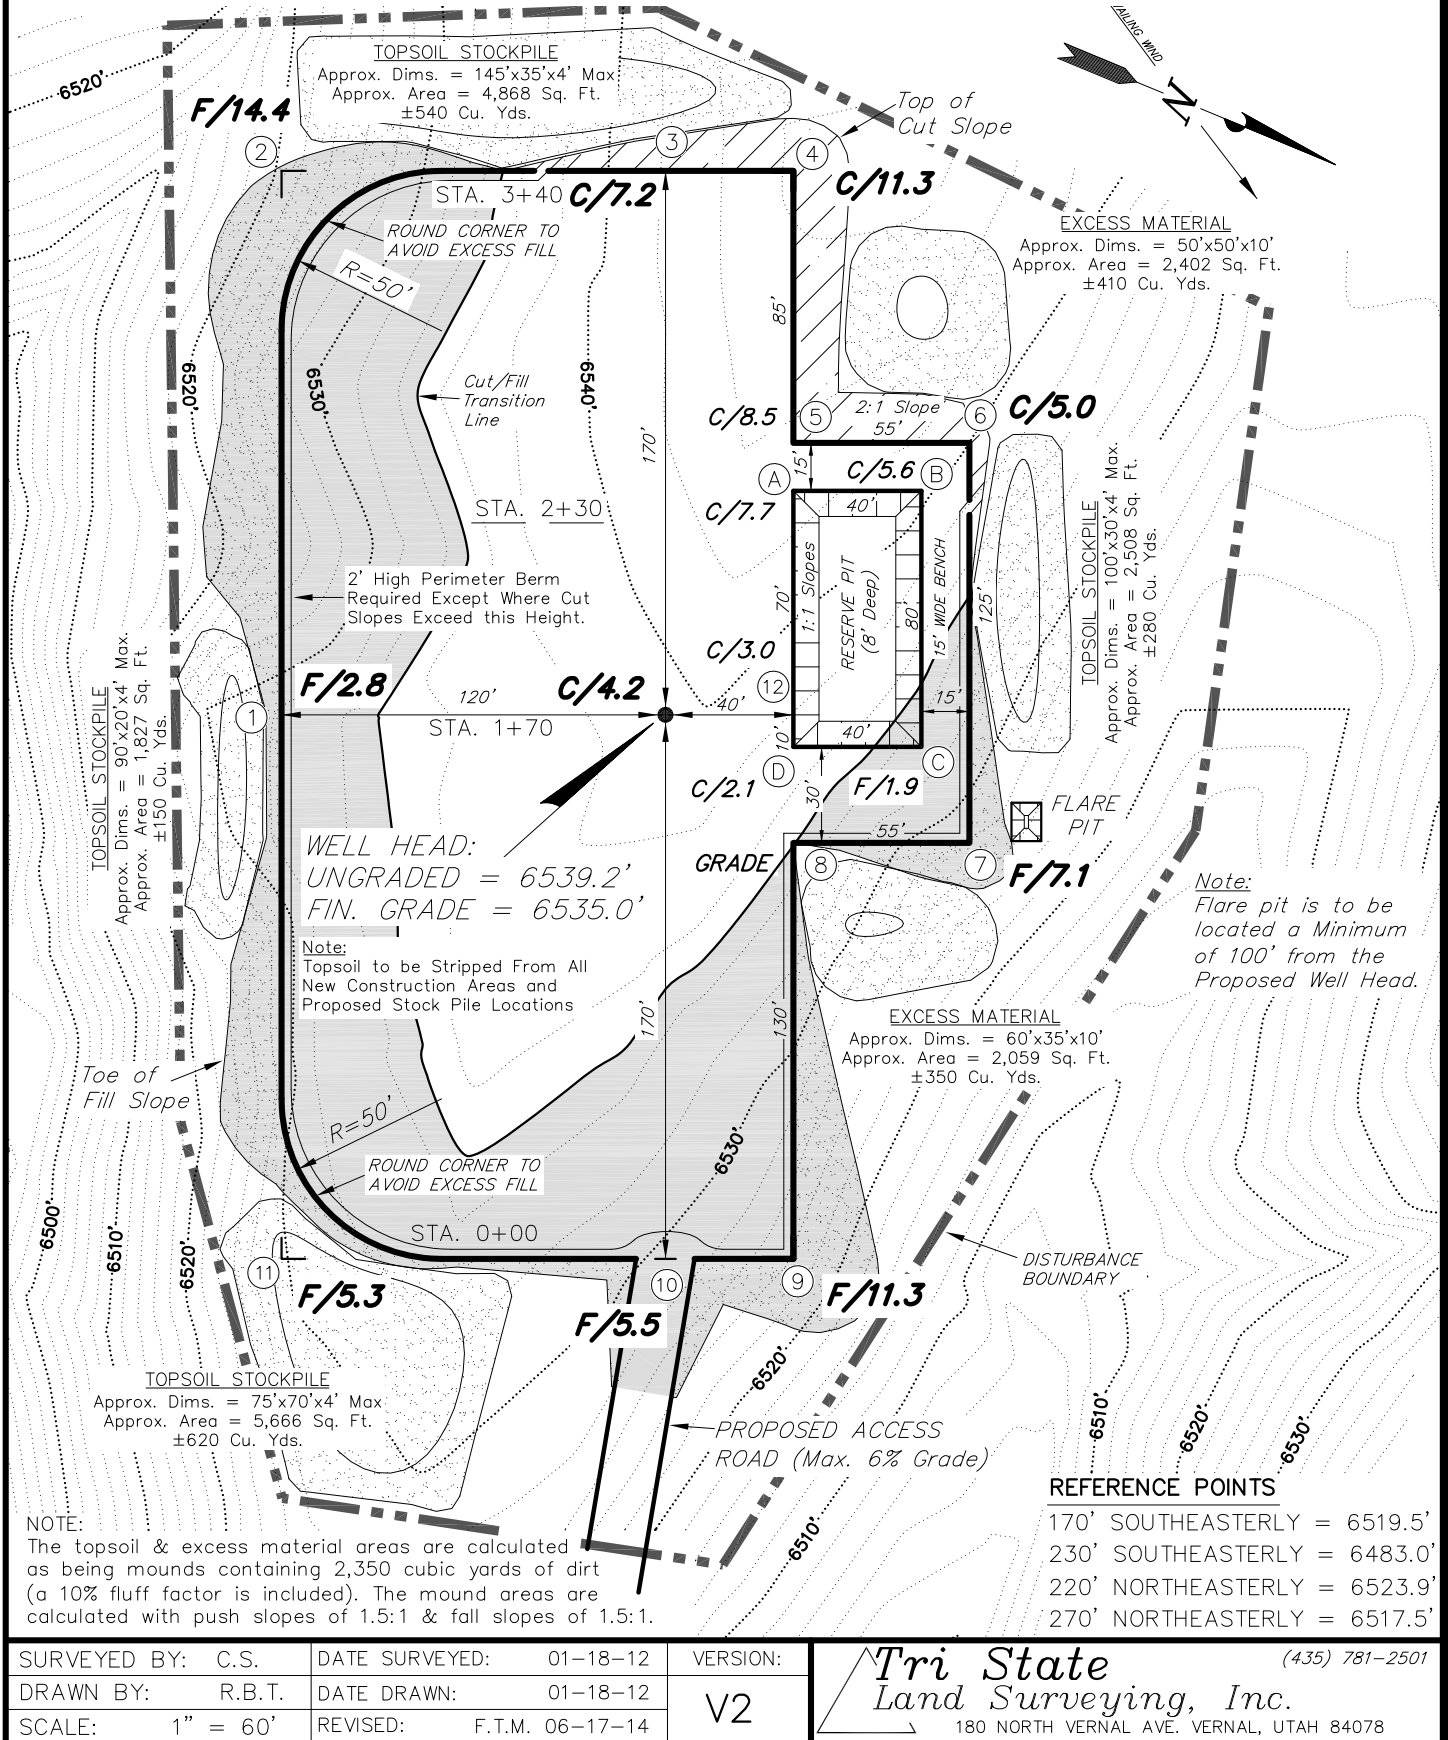 TOPSOIL STOCKPILE
Approx. Dims. = 145'x35'x4' Max
Approx. Area = 4,868 Sq. Ft.
±540 Cu. Yds.
6520'
F/14.4
2
3
4
Top of
Cut Slope
WIND
N
C/11.3
C/7.2
STA. 3+40
ROUND CORNER TO
AVOID EXCESS FILL
R=50'
EXCESS MATERIAL
Approx. Dims. = 50'x50'x10'
Approx. Area = 2,402 Sq. Ft.
±410 Cu. Yds.
85'
6520'
6530'
6540'
Cut/Fill
Transition
Line
170'
C/8.5
5
2:1 Slope
55'
6
C/5.0
15'
A
C/5.6
B
C/7.7
40'
STA. 2+30
2' High Perimeter Berm
Required Except Where Cut
Slopes Exceed this Height.
70'
1:1 Slopes
RESERVE PIT
(8' Deep)
80'
15' WIDE BENCH
125'
TOPSOIL STOCKPILE
Approx. Dims. = 100'x30'x4' Max.
Approx. Area = 2,508 Sq. Ft.
±280 Cu. Yds.
TOPSOIL STOCKPILE
Approx. Dims. = 90'x20'x4' Max.
Approx. Area = 1,827 Sq. Ft.
±150 Cu. Yds.
C/3.0
12
F/2.8
C/4.2
1
120'
40'
15'
STA. 1+70
10'
40'
D
C
C/2.1
F/1.9
30'
FLARE
PIT
55'
GRADE
8
7
F/7.1
WELL HEAD:
UNGRADED = 6539.2'
FIN. GRADE = 6535.0'
Note:
Topsoil to be Stripped From All
New Construction Areas and
Proposed Stock Pile Locations
Note:
Flare pit is to be
located a Minimum
of 100' from the
Proposed Well Head.
170'
130'
EXCESS MATERIAL
Approx. Dims. = 60'x35'x10'
Approx. Area = 2,059 Sq. Ft.
±350 Cu. Yds.
Toe of
Fill Slope
R=50'
ROUND CORNER TO
AVOID EXCESS FILL
6530'
6500'
6510'
6520'
STA. 0+00
11
F/5.3
10
F/5.5
9
F/11.3
DISTURBANCE
BOUNDARY
TOPSOIL STOCKPILE
Approx. Dims. = 75'x70'x4' Max
Approx. Area = 5,666 Sq. Ft.
±620 Cu. Yds.
6520'
6510'
6510'
6520'
6530'
PROPOSED ACCESS
ROAD (Max. 6% Grade)
REFERENCE POINTS
170' SOUTHEASTERLY = 6519.5'
230' SOUTHEASTERLY = 6483.0'
220' NORTHEASTERLY = 6523.9'
270' NORTHEASTERLY = 6517.5'
NOTE:
The topsoil & excess material areas are calculated
as being mounds containing 2,350 cubic yards of dirt
(a 10% fluff factor is included). The mound areas are
calculated with push slopes of 1.5:1 & fall slopes of 1.5:1.
SURVEYED BY: C.S.
DATE SURVEYED: 01-18-12
VERSION:
DRAWN BY: R.B.T.
DATE DRAWN: 01-18-12
V2
SCALE: 1" = 60'
REVISED: F.T.M. 06-17-14
Tri State
(435) 781-2501
Land Surveying, Inc.
180 NORTH VERNAL AVE. VERNAL, UTAH 84078